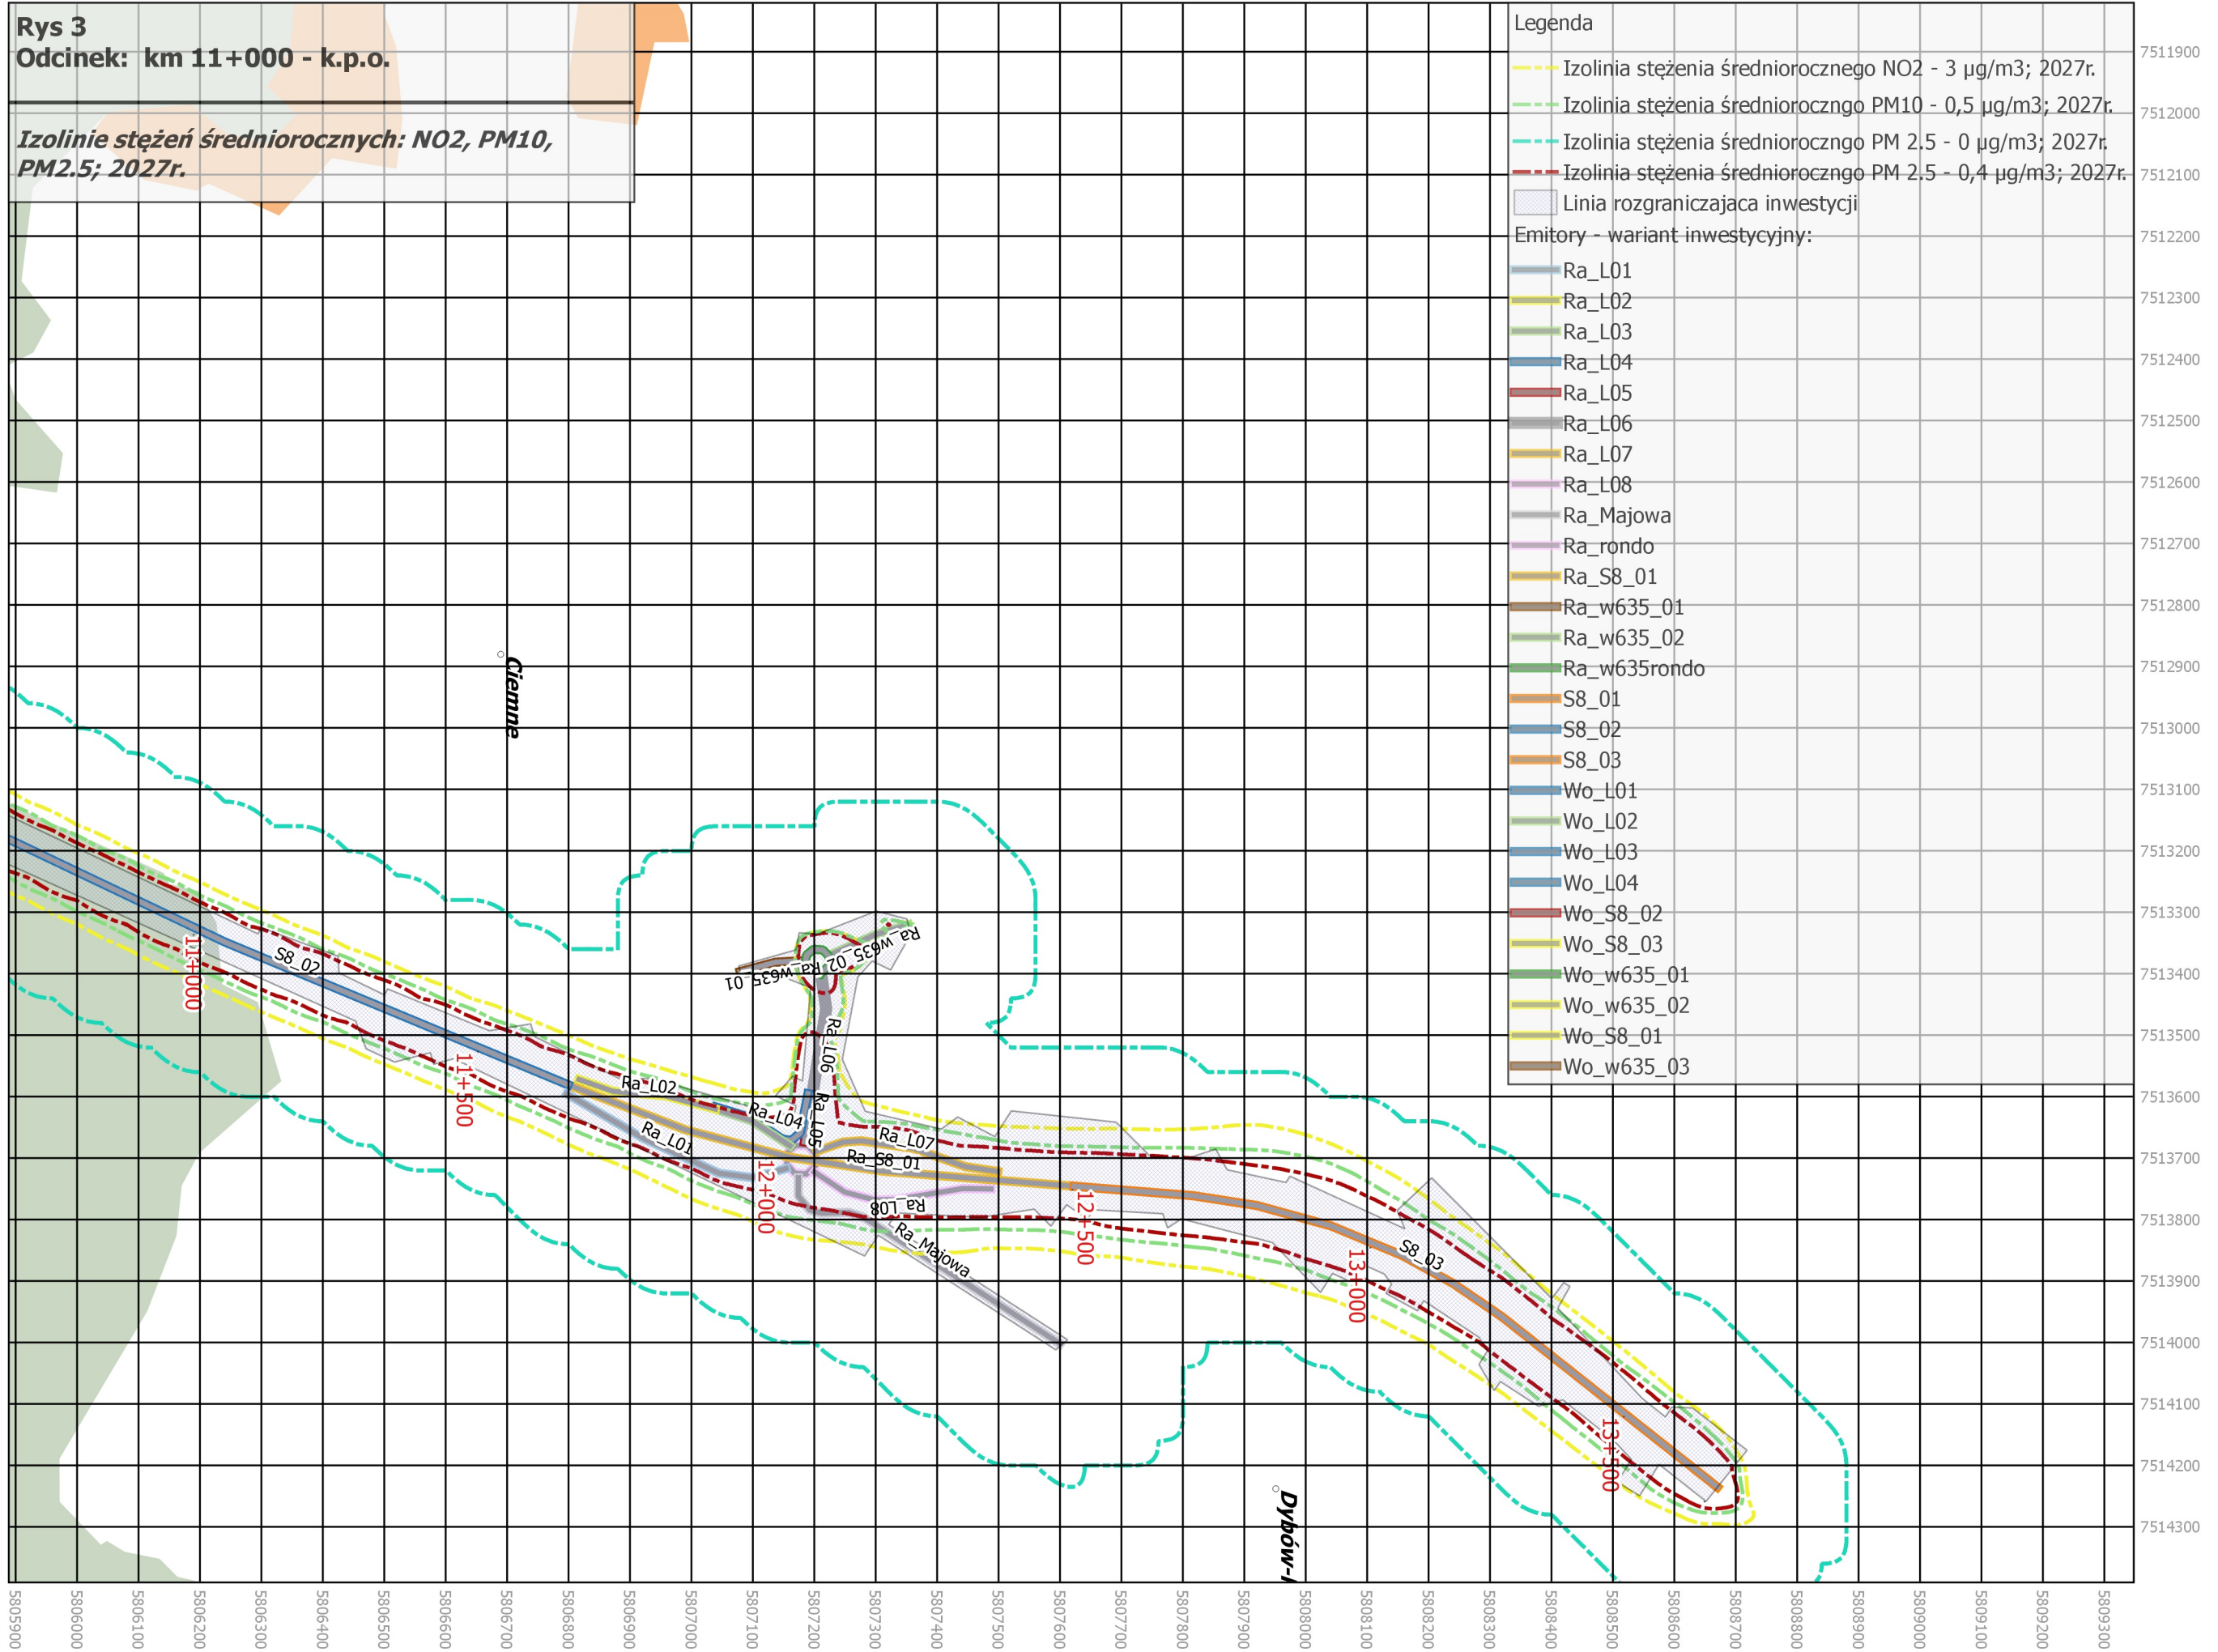 Rys 3
Odcinek: km 11+000 - k.p.o.
Izolinie stężeń średniorocznych: NO2, PM10,
PM2.5; 2027r.
Legenda
Izolinia stężenia średniorocznego NO2 - 3 µg/m3; 2027r.
Izolinia stężenia średnioroczngo PM10 - 0,5 µg/m3; 2027r.
Izolinia stężenia średnioroczngo PM 2.5 - 0 µg/m3; 2027r.
Izolinia stężenia średnioroczngo PM 2.5 - 0,4 µg/m3; 2027r.
Linia rozgraniczajaca inwestycji
Emitory - wariant inwestycyjny:
Ra_L01
Ra_L02
Ra_L03
Ra_L04
Ra_L05
Ra_L06
Ra_L07
Ra_L08
Ra_Majowa
Ra_rondo
Ra_S8_01
Ra_w635_01
Ra_w635_02
Ra_w635rondo
S8_01
S8_02
S8_03
Wo_L01
Wo_L02
Wo_L03
Wo_L04
Wo_S8_02
Wo_S8_03
Wo_w635_01
Wo_w635_02
Wo_S8_01
Wo_w635_03
7511900
7512000
7512100
7512200
7512300
7512400
7512500
7512600
7512700
7512800
7512900
7513000
7513100
7513200
7513300
7513400
7513500
7513600
7513700
7513800
7513900
7514000
7514100
7514200
7514300
Ciemne
11+000
S8_02
11+500
Ra_w635_02
Ra_w635_01
Ra_L06
Ra_L02
Ra_L04
Ra_L05
Ra_L01
Ra_L07
Ra_S8_01
12+000
Ra_L08
Ra_Majowa
12+500
13+000
S8_03
13+500
Dybów-
5805900
5806000
5806100
5806200
5806300
5806400
5806500
5806600
5806700
5806800
5806900
5807000
5807100
5807200
5807300
5807400
5807500
5807600
5807700
5807800
5807900
5808000
5808100
5808200
5808300
5808400
5808500
5808600
5808700
5808800
5808900
5809000
5809100
5809200
5809300